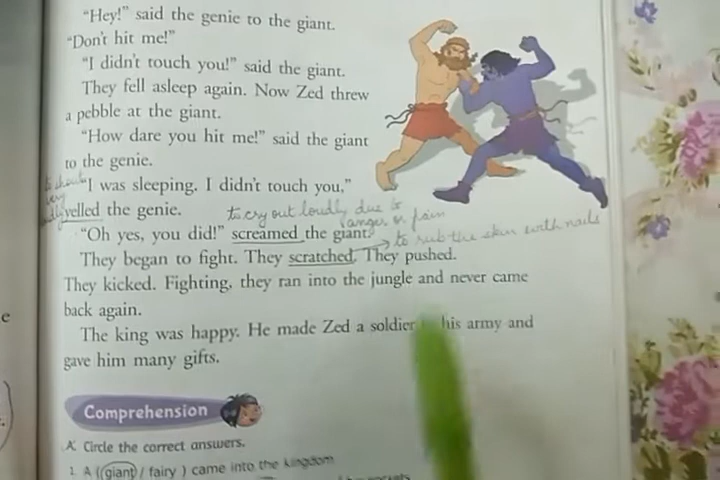 "Hey!" said the genie to the giant.
"Don't hit me!"
"I didn't touch you!" said the giant.
They fell asleep again. Now Zed threw
a pebble at the giant.
"How dare you hit me!" said the giant
to the genie.
to shout
very
"I was sleeping. I didn't touch you,"
yelled the genie.
to cry out loudly due to
anger or pain
"Oh yes, you did!" screamed the giant.
to rub the skin with nails
They began to fight. They scratched. They pushed.
They kicked. Fighting, they ran into the jungle and never came
back again.
The king was happy. He made Zed a soldier his army and
gave him many gifts.
Comprehension
A. Circle the correct answers.
1. A (giant / fairy) came into the kingdom
e